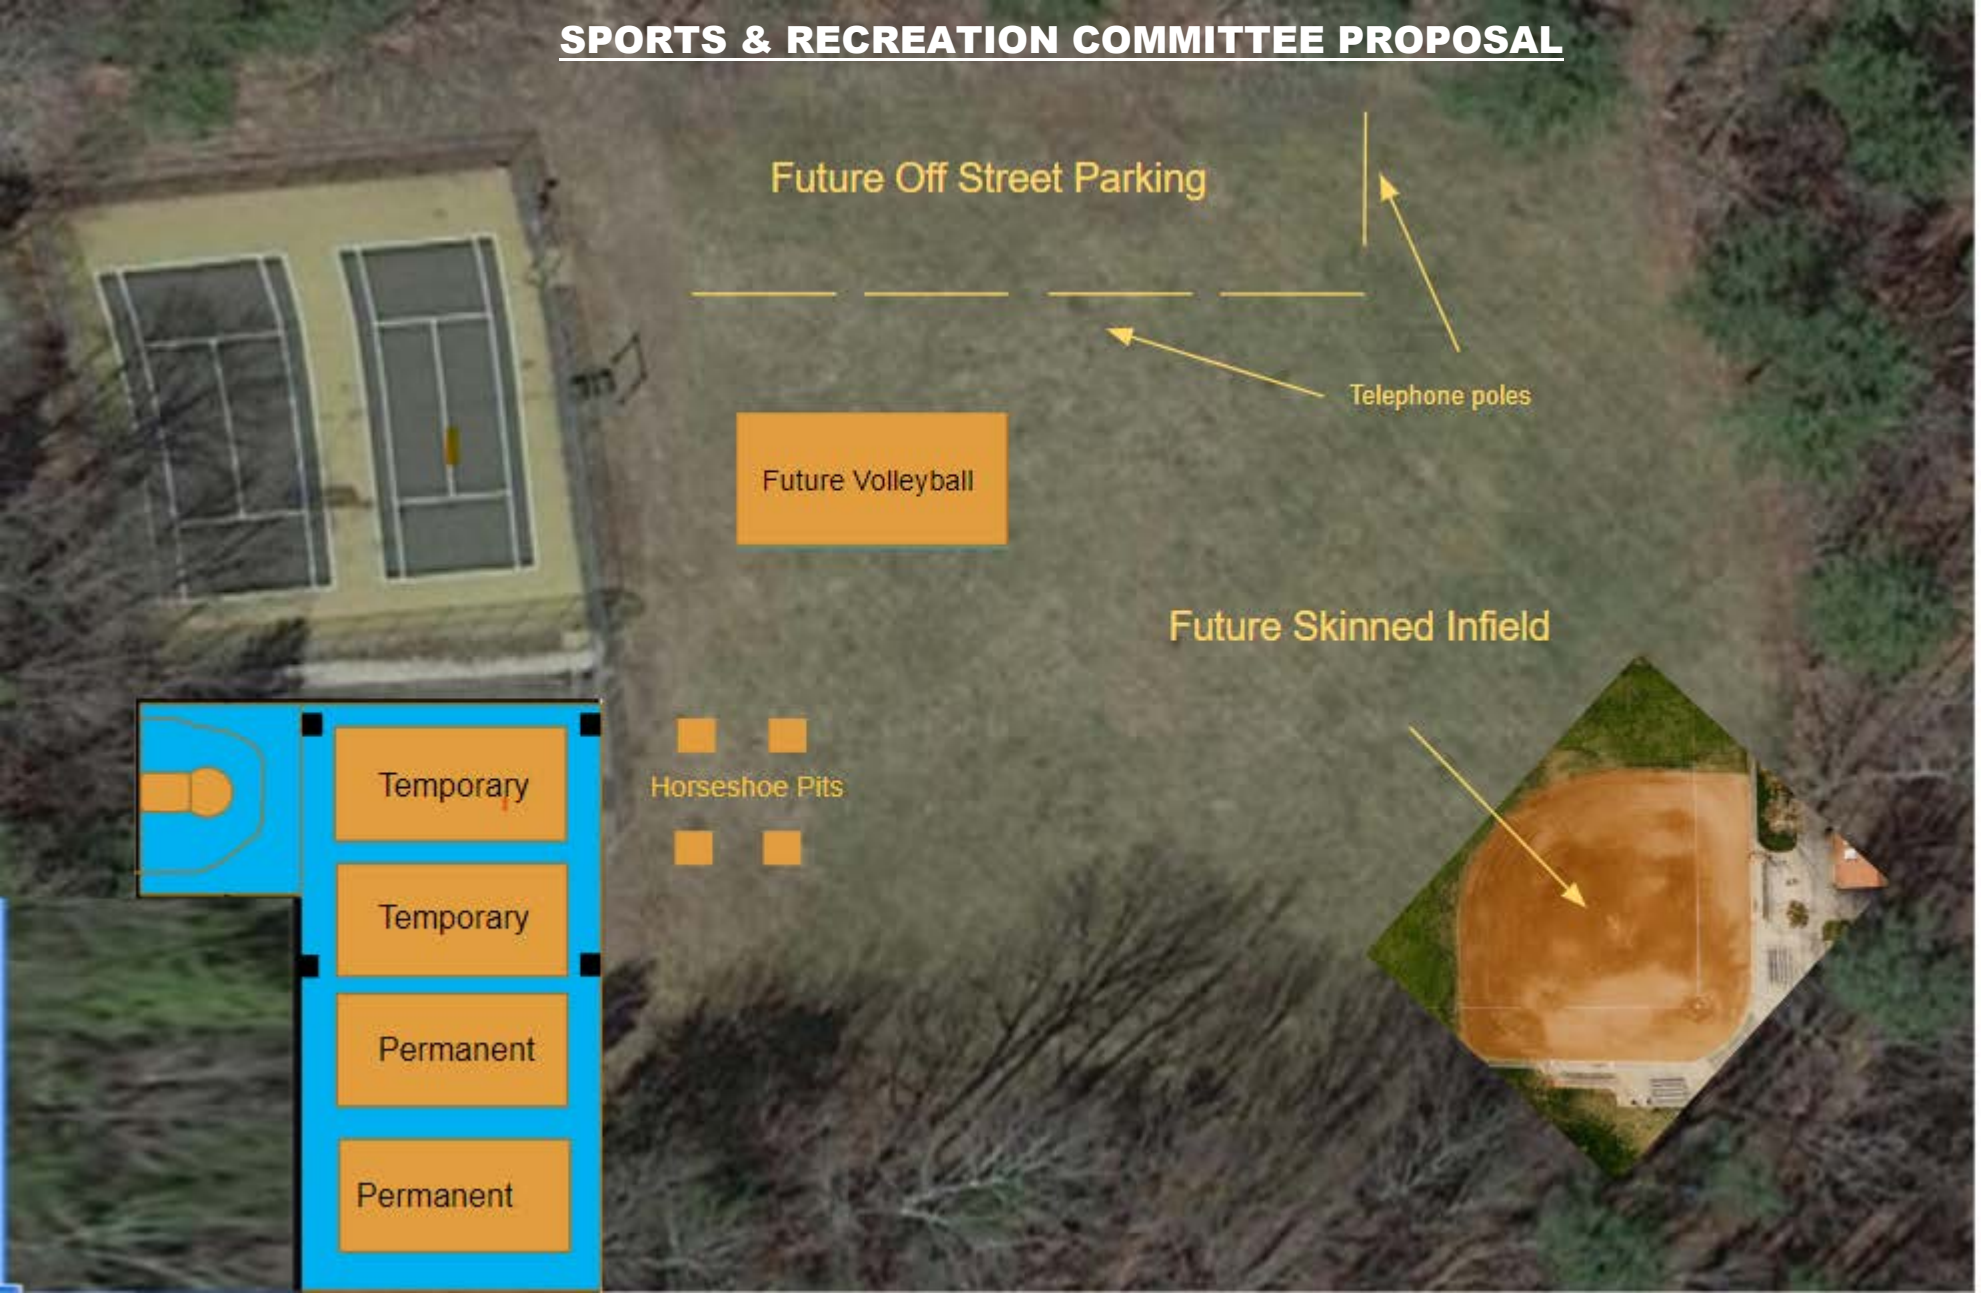 SPORTS & RECREATION COMMITTEE PROPOSAL
Future Off Street Parking
Telephone poles
Future Volleyball
Future Skinned Infield
Temporary
Horseshoe Pits
Temporary
Permanent
Permanent